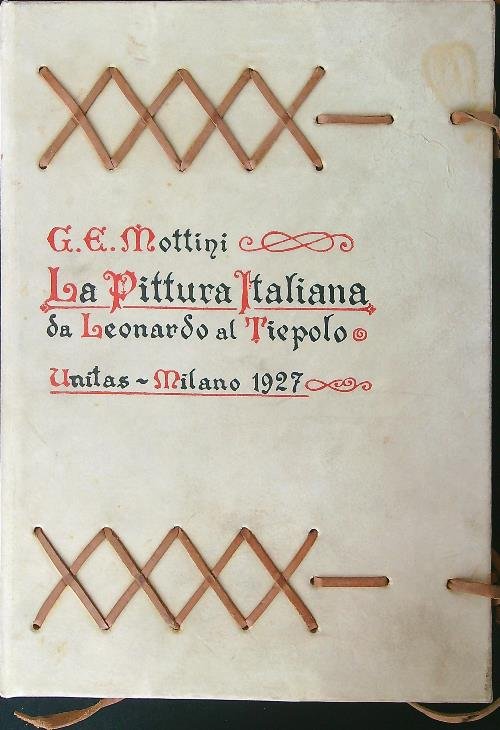 G. E. Mottini
La Pittura Italiana
da Leonardo al Tiepolo
Unitas ~ Milano 1927